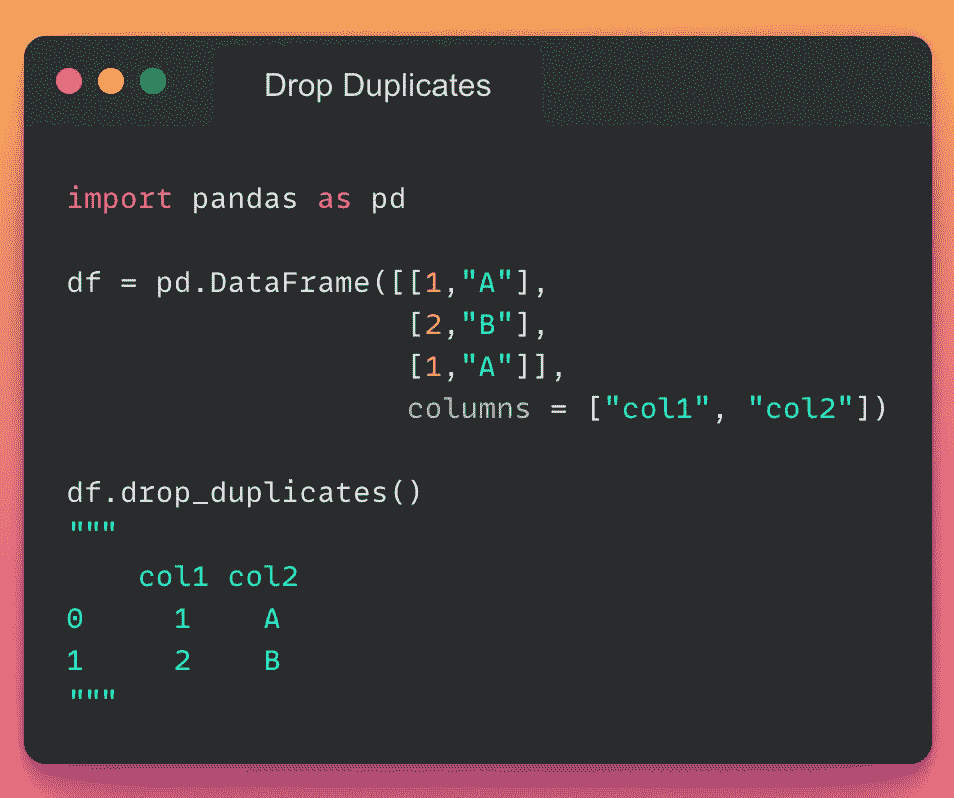 Drop Duplicates
import pandas as pd
df = pd.DataFrame([[1,"A"],
                   [2,"B"],
                   [1,"A"]],
                   columns = ["col1", "col2"])
df.drop_duplicates()
"""
    col1 col2
0     1    A
1     2    B
"""